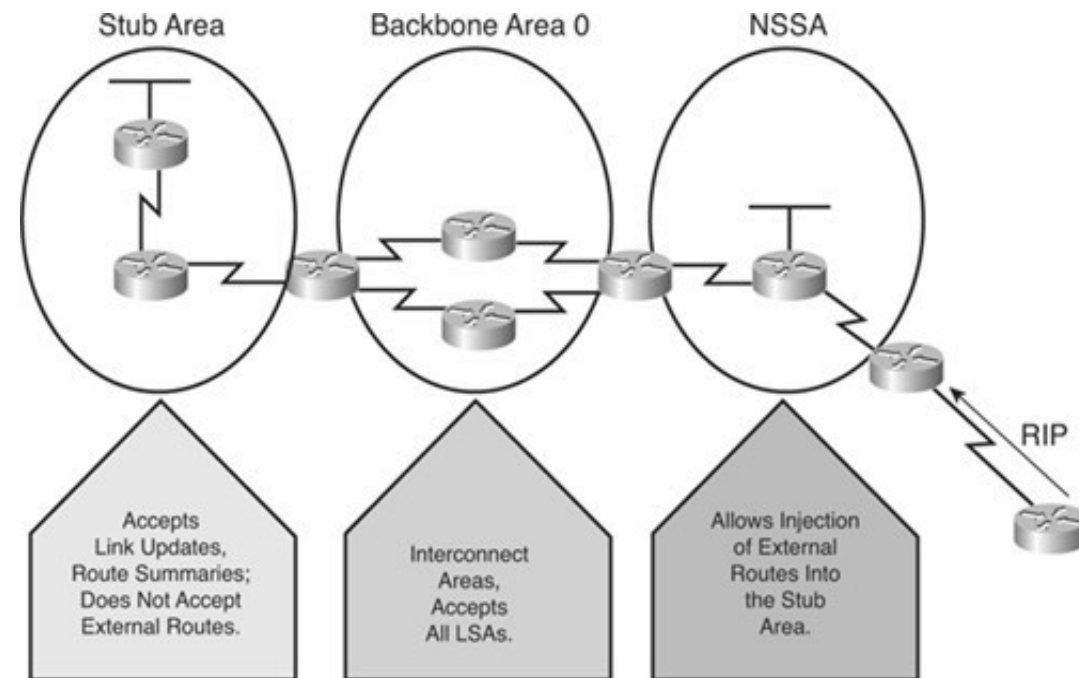 Stub Area
Backbone Area 0
NSSA
RIP
Accepts
Link Updates,
Route Summaries;
Does Not Accept
External Routes.
Interconnect
Areas,
Accepts
All LSAs.
Allows Injection
of External
Routes Into
the Stub
Area.